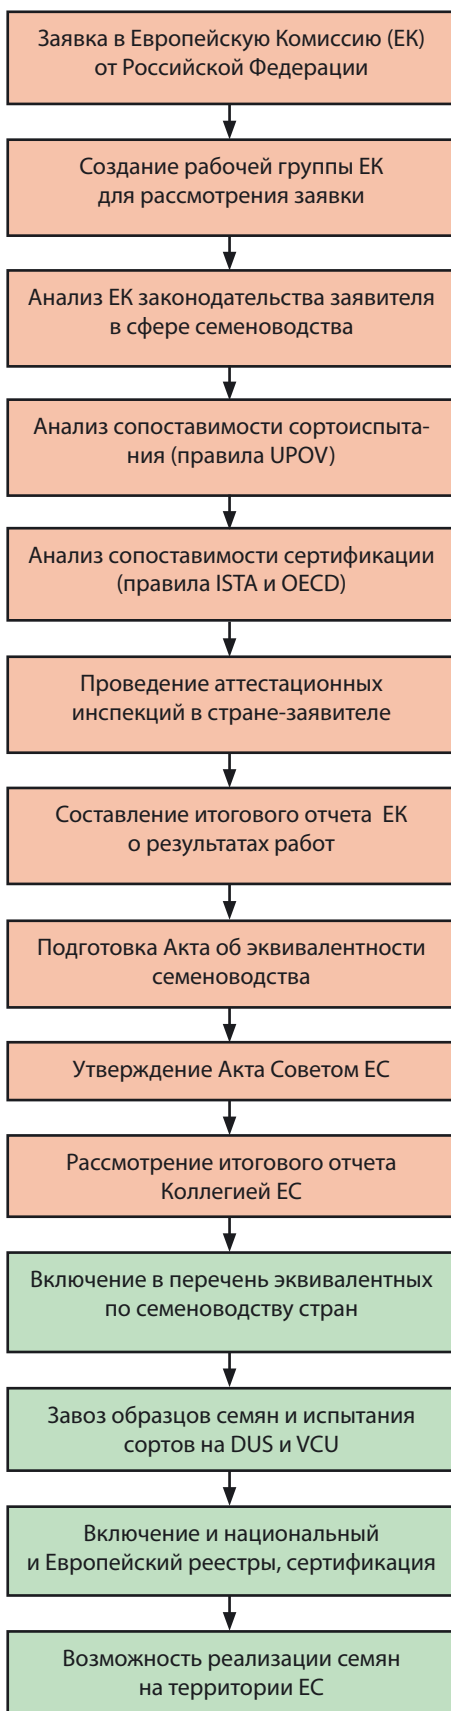 Заявка в Европейскую Комиссию (ЕК)
от Российской Федерации
Создание рабочей группы ЕК
для рассмотрения заявки
Анализ ЕК законодательства заявителя
в сфере семеноводства
Анализ сопоставимости сортоиспыта-
ния (правила UPOV)
Анализ сопоставимости сертификации
(правила ISTA и OECD)
Проведение аттестационных
инспекций в стране-заявителе
Составление итогового отчета ЕК
о результатах работ
Подготовка Акта об эквивалентности
семеноводства
Утверждение Акта Советом ЕС
Рассмотрение итогового отчета
Коллегией ЕС
Включение в перечень эквивалентных
по семеноводству стран
Завоз образцов семян и испытания
сортов на DUS и VCU
Включение и национальный
и Европейский реестры, сертификация
Возможность реализации семян
на территории ЕС